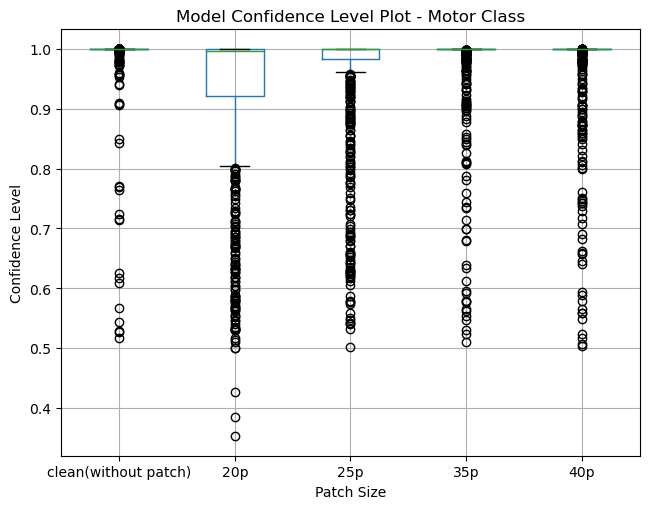 Model Confidence Level Plot - Motor Class
1.0
0.9
0.8
0.7
0.6
0.5
0.4
Confidence Level
clean(without patch) 20p 25p 35p 40p
Patch Size